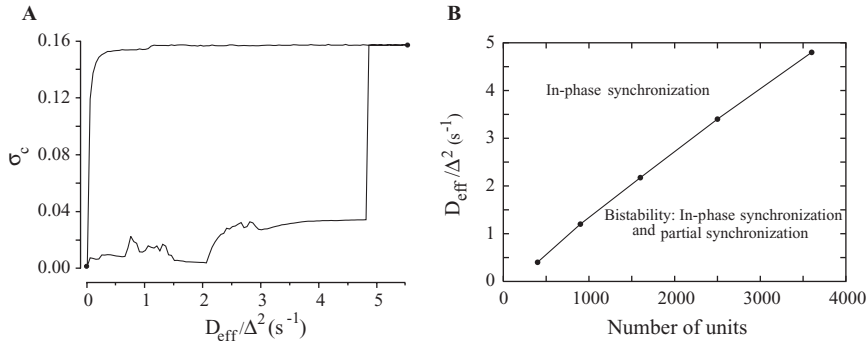 A
0.16
0.12
0.08
0.04
0.00
σc
0 1 2 3 4 5
Deff/Δ² (s⁻¹)
B
5
4
3
2
1
0
Deff/Δ² (s⁻¹)
In-phase synchronization
Bistability: In-phase synchronization
and partial synchronization
0 1000 2000 3000 4000
Number of units